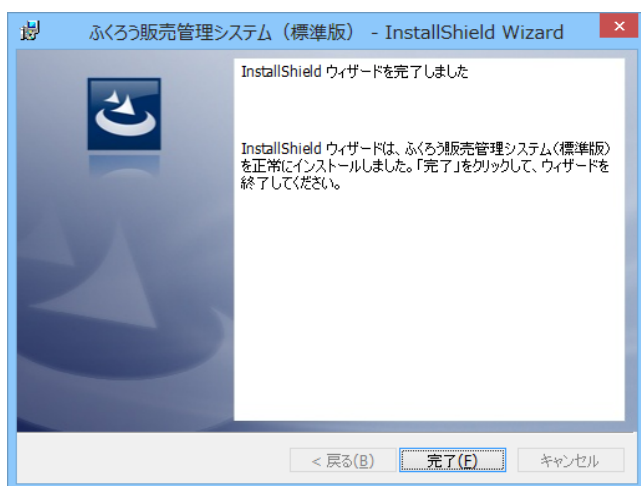 ふくろう販売管理システム（標準版） - InstallShield Wizard
InstallShield ウィザードを完了しました
InstallShield ウィザードは、ふくろう販売管理システム(標準版)
を正常にインストールしました。「完了」をクリックして、ウィザードを
終了してください。
< 戻る(B) 完了(F) キャンセル